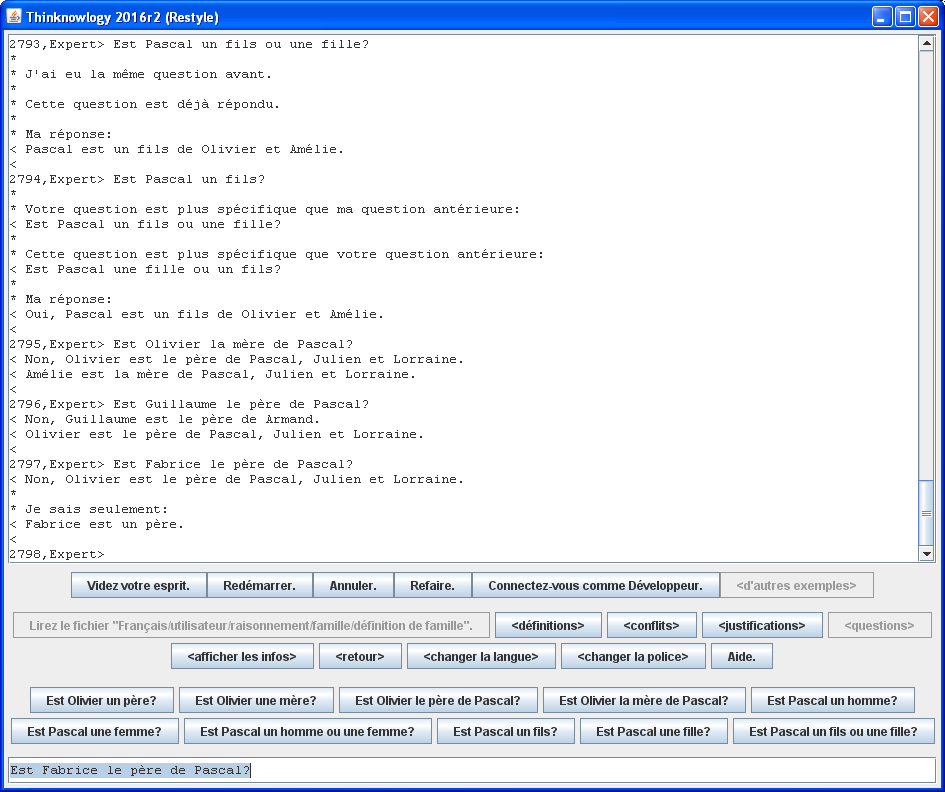 Thinknowlogy 2016r2 (Restyle)
2793,Expert> Est Pascal un fils ou une fille?
*
* J'ai eu la même question avant.
*
* Cette question est déjà répondu.
*
* Ma réponse:
< Pascal est un fils de Olivier et Amélie.
<
2794,Expert> Est Pascal un fils?
*
* Votre question est plus spécifique que ma question antérieure:
< Est Pascal un fils ou une fille?
*
* Cette question est plus spécifique que votre question antérieure:
< Est Pascal une fille ou un fils?
*
* Ma réponse:
< Oui, Pascal est un fils de Olivier et Amélie.
<
2795,Expert> Est Olivier la mère de Pascal?
< Non, Olivier est le père de Pascal, Julien et Lorraine.
< Amélie est la mère de Pascal, Julien et Lorraine.
<
2796,Expert> Est Guillaume le père de Pascal?
< Non, Guillaume est le père de Armand.
< Olivier est le père de Pascal, Julien et Lorraine.
<
2797,Expert> Est Fabrice le père de Pascal?
< Non, Olivier est le père de Pascal, Julien et Lorraine.
*
* Je sais seulement:
< Fabrice est un père.
<
2798,Expert>
Videz votre esprit. Redémarrer. Annuler. Refaire. Connectez-vous comme Développeur. <d'autres exemples>
Lirez le fichier "Français/utilisateur/raisonnement/famille/définition de famille". <définitions> <conflits> <justifications> <questions>
<afficher les infos> <retour> <changer la langue> <changer la police> Aide.
Est Olivier un père? Est Olivier une mère? Est Olivier le père de Pascal? Est Olivier la mère de Pascal? Est Pascal un homme?
Est Pascal une femme? Est Pascal un homme ou une femme? Est Pascal un fils? Est Pascal une fille? Est Pascal un fils ou une fille?
Est Fabrice le père de Pascal?